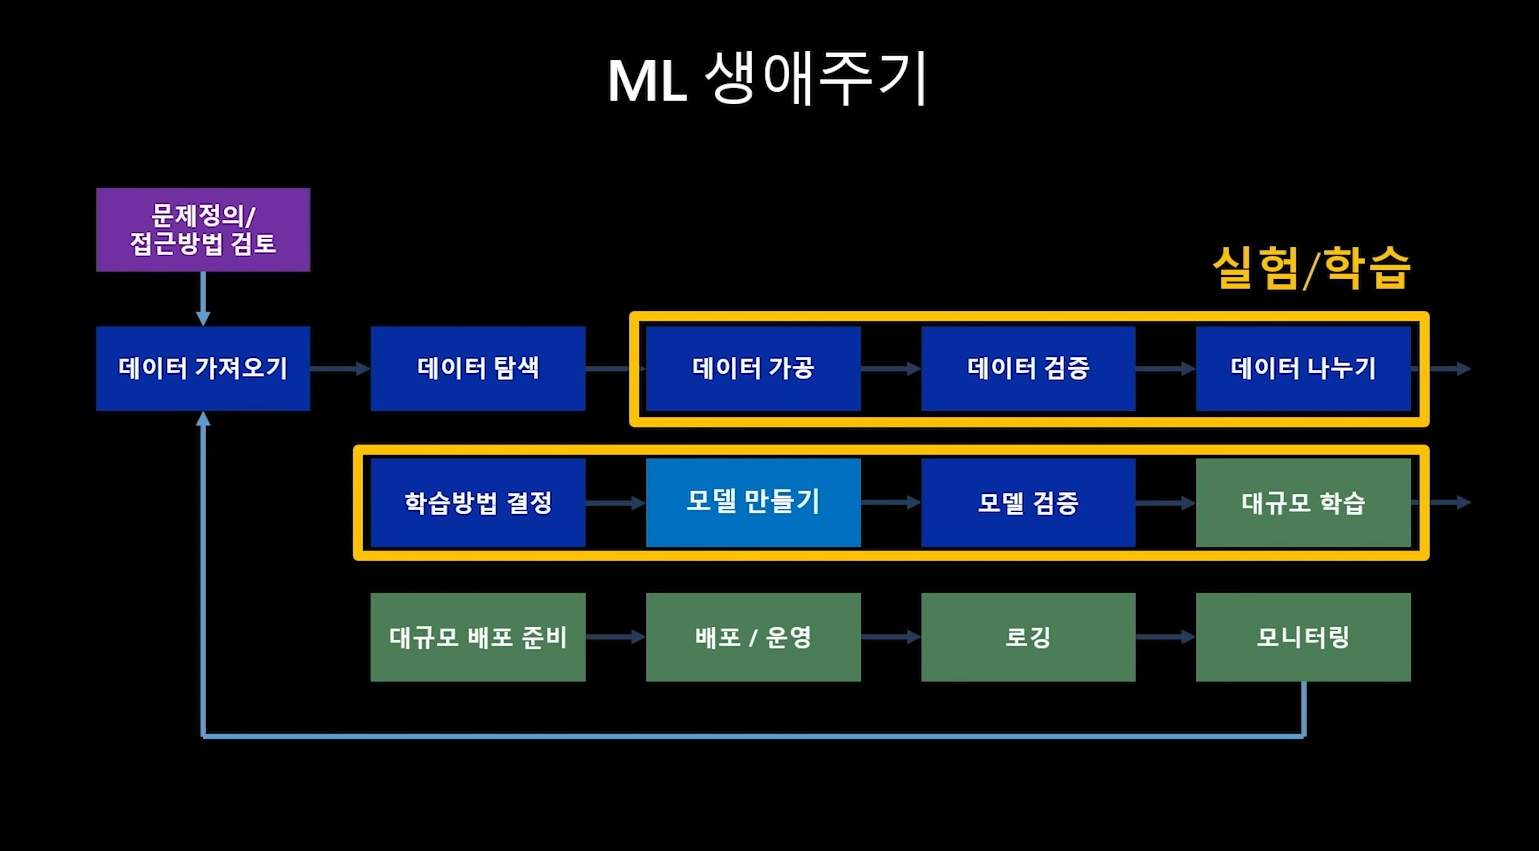 ML 생애주기
문제정의/
접근방법 검토
실험/학습
데이터 가져오기
데이터 탐색
데이터 가공
데이터 검증
데이터 나누기
학습방법 결정
모델 만들기
모델 검증
대규모 학습
대규모 배포 준비
배포 / 운영
로깅
모니터링